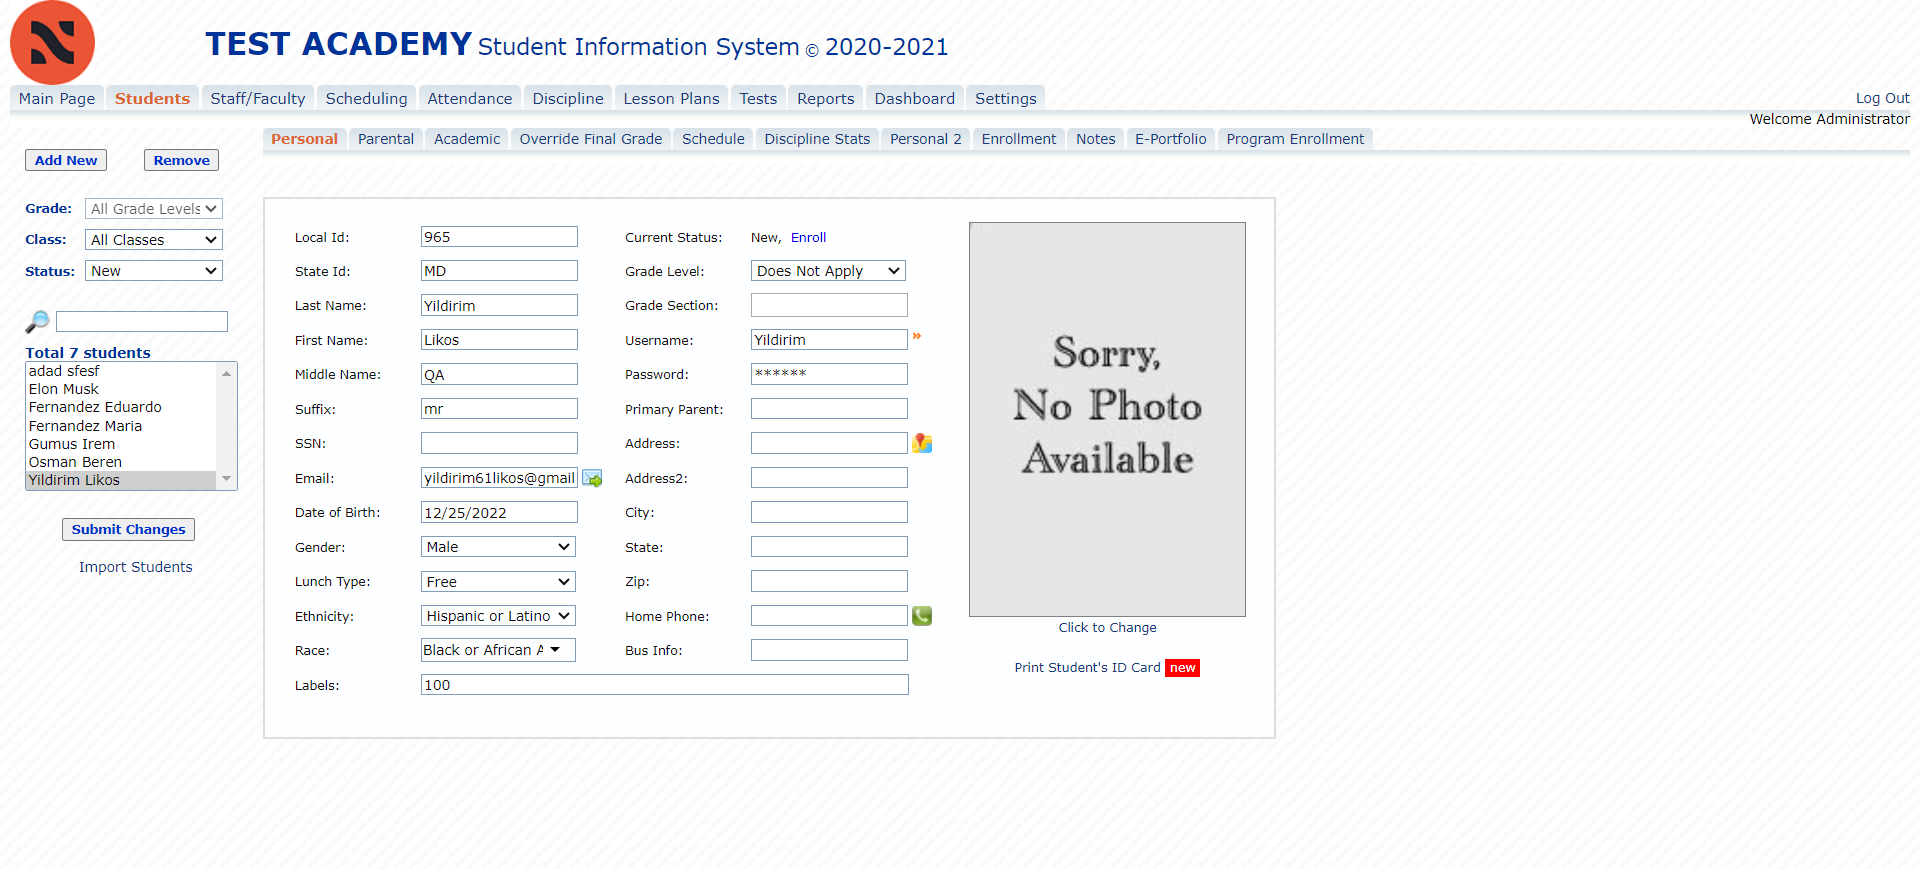 TEST ACADEMY Student Information System © 2020-2021
Main Page Students Staff/Faculty Scheduling Attendance Discipline Lesson Plans Tests Reports Dashboard Settings Log Out
Welcome Administrator
Personal Parental Academic Override Final Grade Schedule Discipline Stats Personal 2 Enrollment Notes E-Portfolio Program Enrollment
Add New Remove
Grade: All Grade Levels
Class: All Classes
Status: New
Total 7 students
adad sfesf
Elon Musk
Fernandez Eduardo
Fernandez Maria
Gumus Irem
Osman Beren
Yildirim Likos
Submit Changes
Import Students
Local Id: 965
State Id: MD
Last Name: Yildirim
First Name: Likos
Middle Name: QA
Suffix: mr
SSN:
Email: yildirim61likos@gmail
Date of Birth: 12/25/2022
Gender: Male
Lunch Type: Free
Ethnicity: Hispanic or Latino
Race: Black or African A
Labels: 100
Current Status: New, Enroll
Grade Level: Does Not Apply
Grade Section:
Username: Yildirim »
Password: ******
Primary Parent:
Address:
Address2:
City:
State:
Zip:
Home Phone:
Bus Info:
Sorry,
No Photo
Available
Click to Change
Print Student's ID Card new